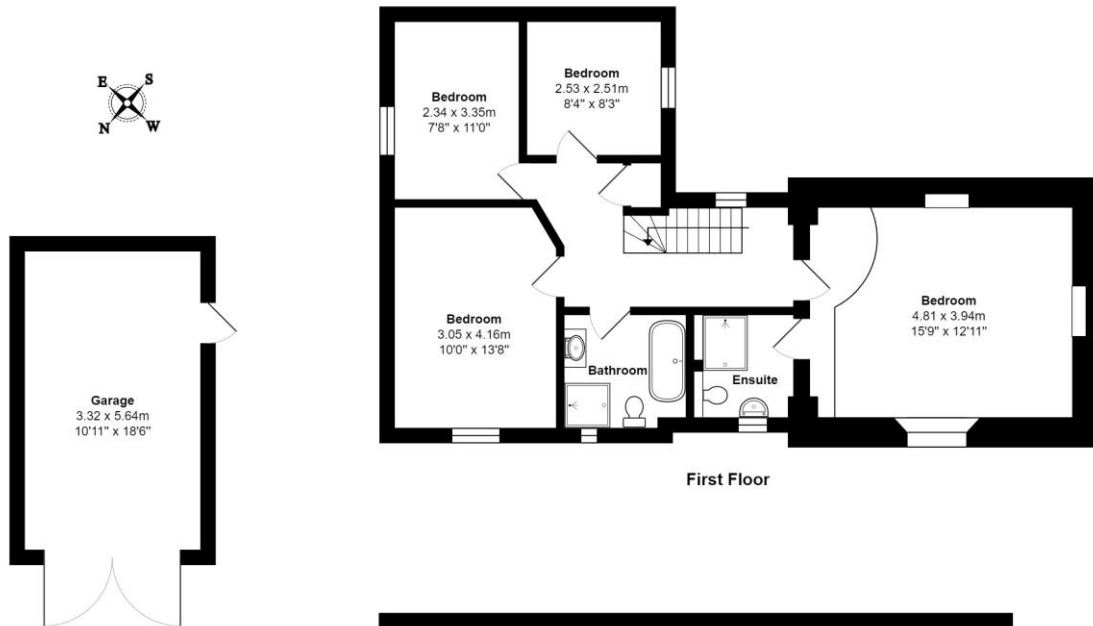 E S
N W
Bedroom
2.34 x 3.35m
7'8" x 11'0"
Bedroom
2.53 x 2.51m
8'4" x 8'3"
Bedroom
3.05 x 4.16m
10'0" x 13'8"
Bathroom
Ensuite
Bedroom
4.81 x 3.94m
15'9" x 12'11"
Garage
3.32 x 5.64m
10'11" x 18'6"
First Floor